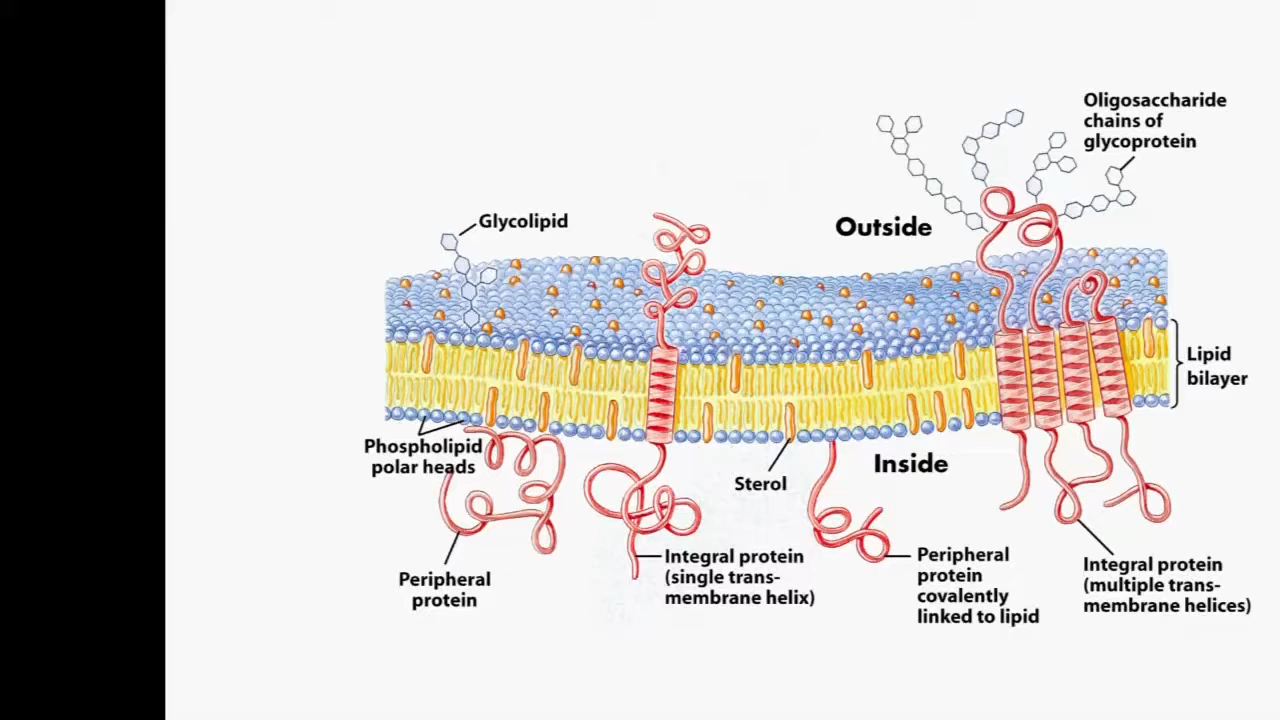 Oligosaccharide
chains of
glycoprotein
Glycolipid
Outside
Lipid
bilayer
Phospholipid
polar heads
Inside
Sterol
Peripheral
protein
Integral protein
(single trans-
membrane helix)
Peripheral
protein
covalently
linked to lipid
Integral protein
(multiple trans-
membrane helices)